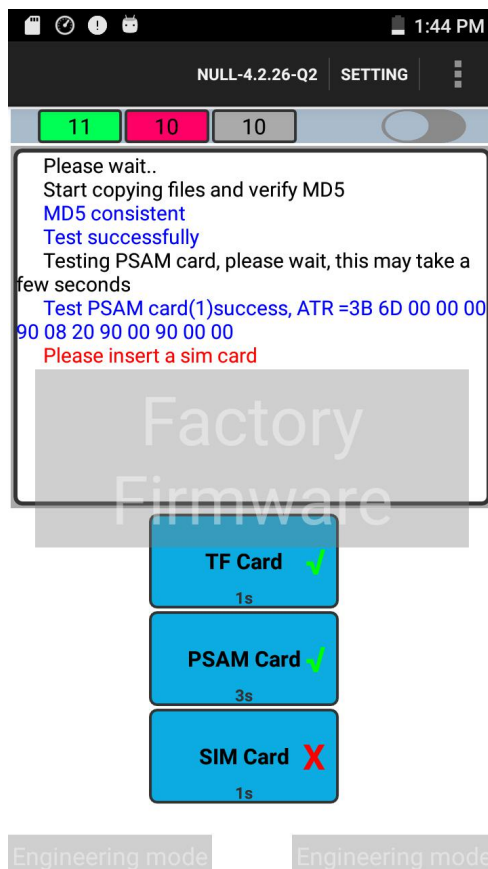 1:44 PM
NULL-4.2.26-Q2 SETTING
11 10 10
Please wait..
Start copying files and verify MD5
MD5 consistent
Test successfully
Testing PSAM card, please wait, this may take a
few seconds
Test PSAM card(1)success, ATR =3B 6D 00 00 00
90 08 20 90 00 90 00 00
Please insert a sim card
Factory
Firmware
TF Card √
1s
PSAM Card √
3s
SIM Card X
1s
Engineering mode Engineering mode